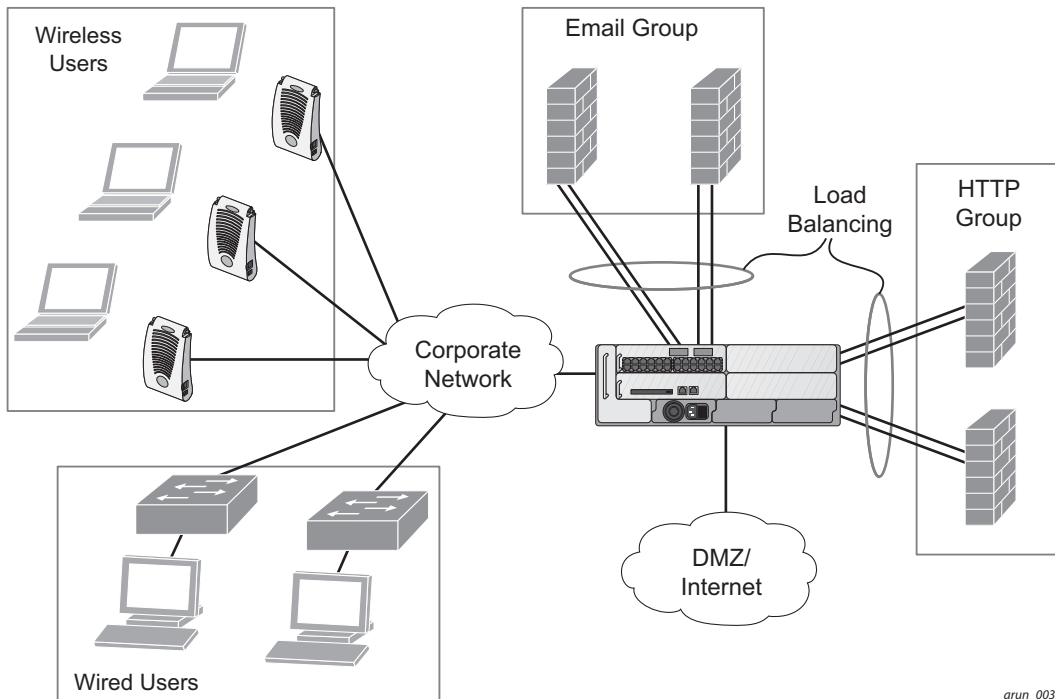 Wireless
Users
Email Group
Load
Balancing
HTTP
Group
Corporate
Network
DMZ/
Internet
Wired Users
arun_003